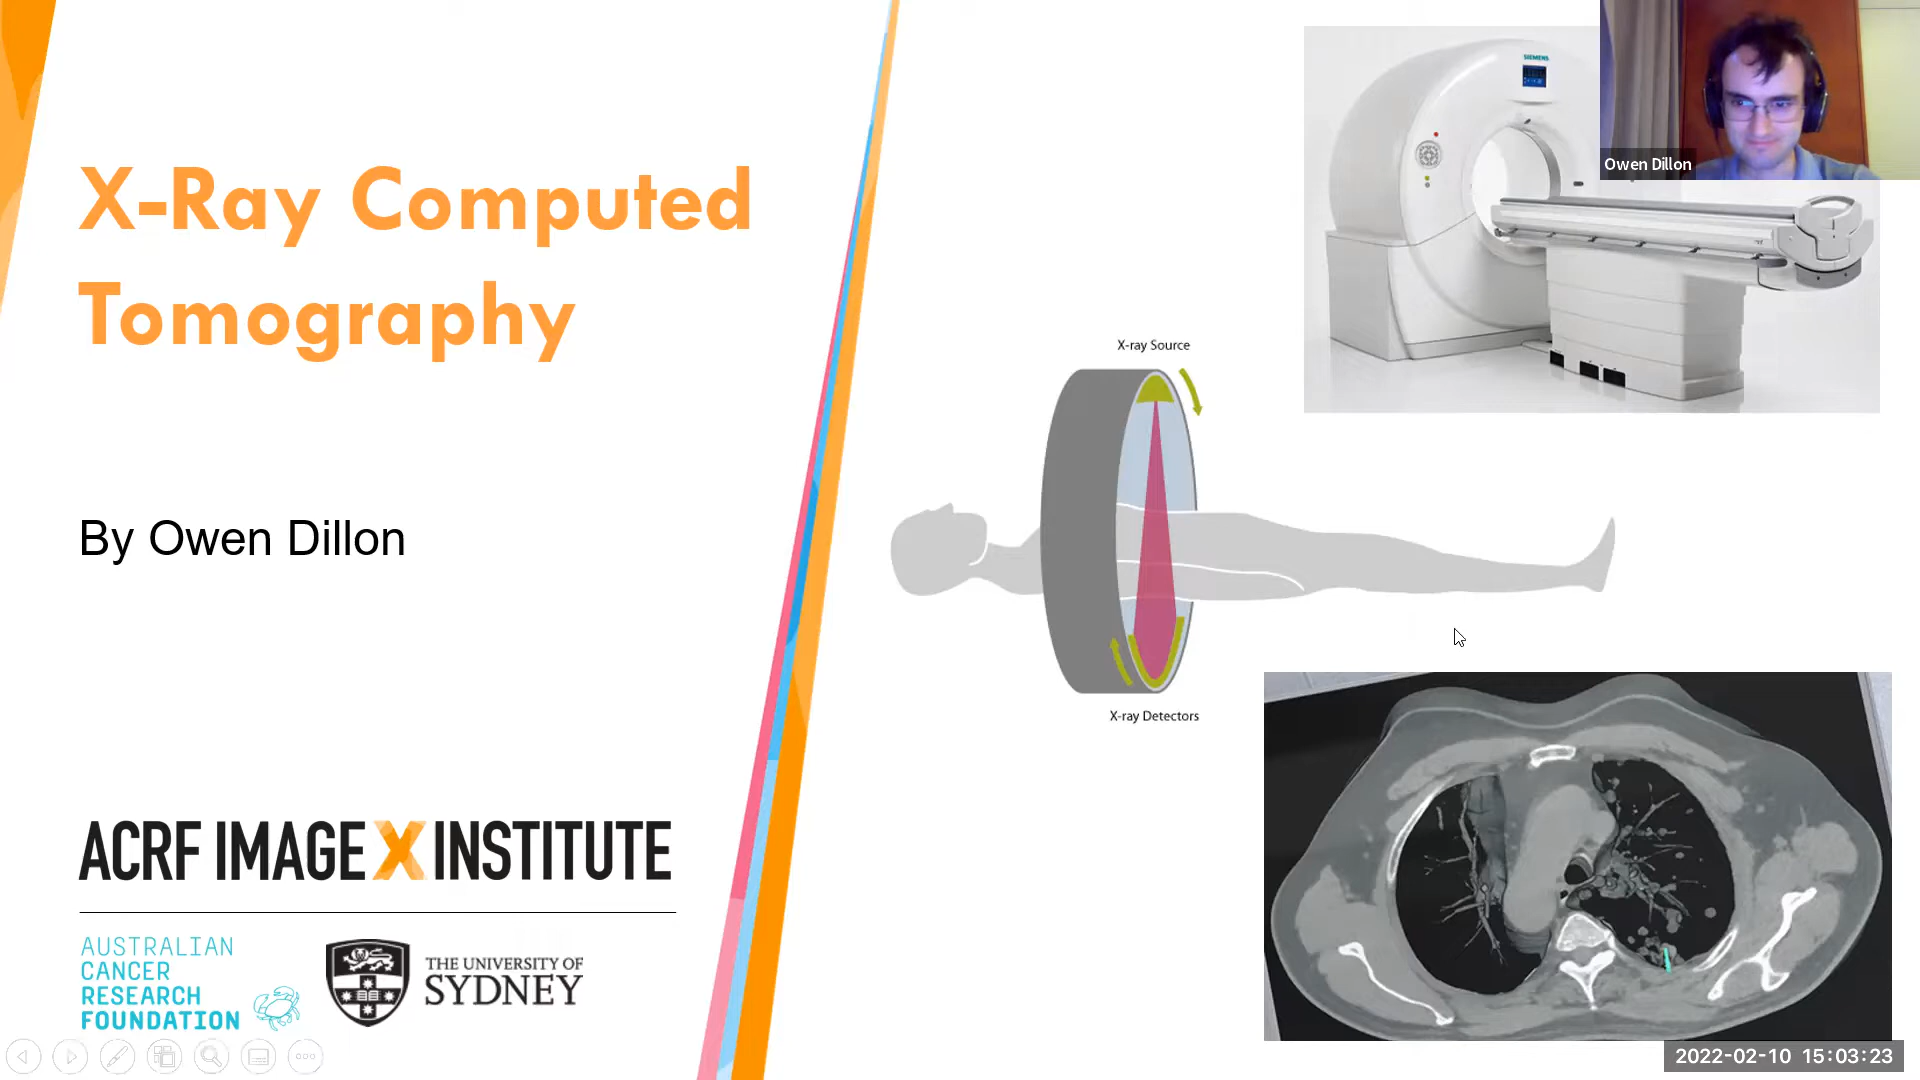 X-Ray Computed
Tomography
By Owen Dillon
ACRF IMAGE X INSTITUTE
AUSTRALIAN
CANCER
RESEARCH
FOUNDATION
THE UNIVERSITY OF
SYDNEY
X-ray Source
X-ray Detectors
SIEMENS
Owen Dillon
2022-02-10 15:03:23